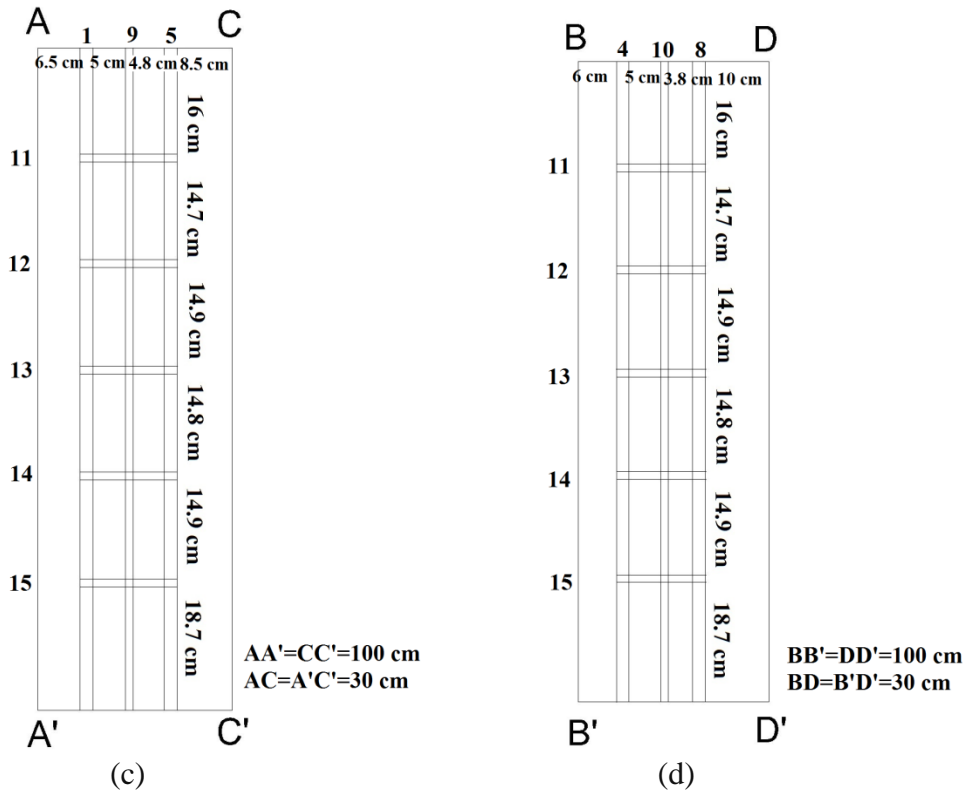 A
C
1 9 5
6.5 cm 5 cm 4.8 cm 8.5 cm
16 cm
11
14.7 cm
12
14.9 cm
13
14.8 cm
14
14.9 cm
15
18.7 cm
AA'=CC'=100 cm
AC=A'C'=30 cm
A'
C'
(c)
B
D
4 10 8
6 cm 5 cm 3.8 cm 10 cm
16 cm
11
14.7 cm
12
14.9 cm
13
14.8 cm
14
14.9 cm
15
18.7 cm
BB'=DD'=100 cm
BD=B'D'=30 cm
B'
D'
(d)